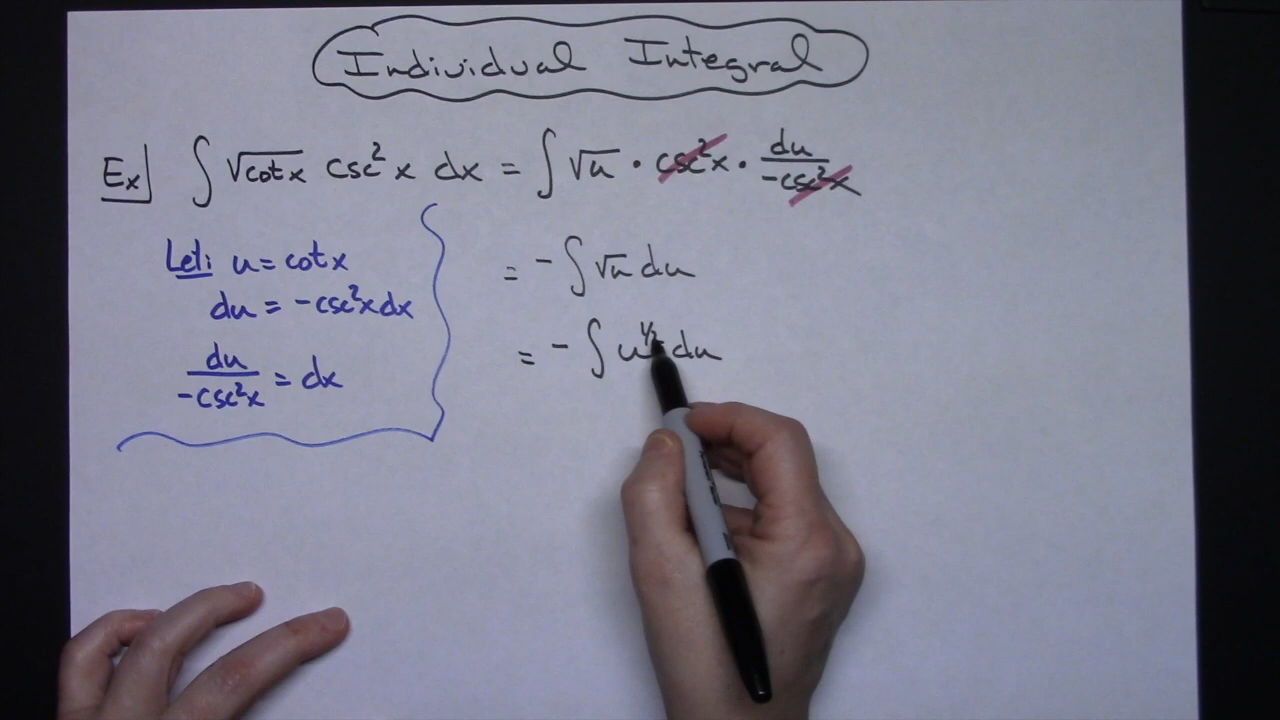 Individual Integral
Ex] ∫ √cot x csc² x dx = ∫ √u · csc²x · du/-csc²x
Let: u = cot x
du = -csc²x dx
du/-csc²x = dx
= - ∫ √u du
= - ∫ u^1/2 du